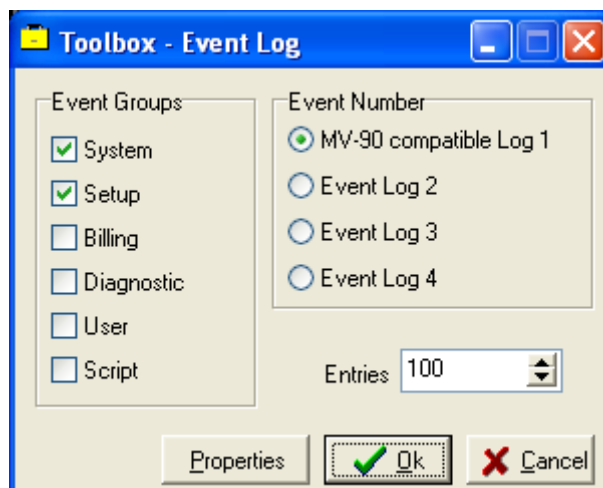 Toolbox - Event Log
Event Groups
System
Setup
Billing
Diagnostic
User
Script
Event Number
MV-90 compatible Log 1
Event Log 2
Event Log 3
Event Log 4
Entries 100
Properties Ok Cancel